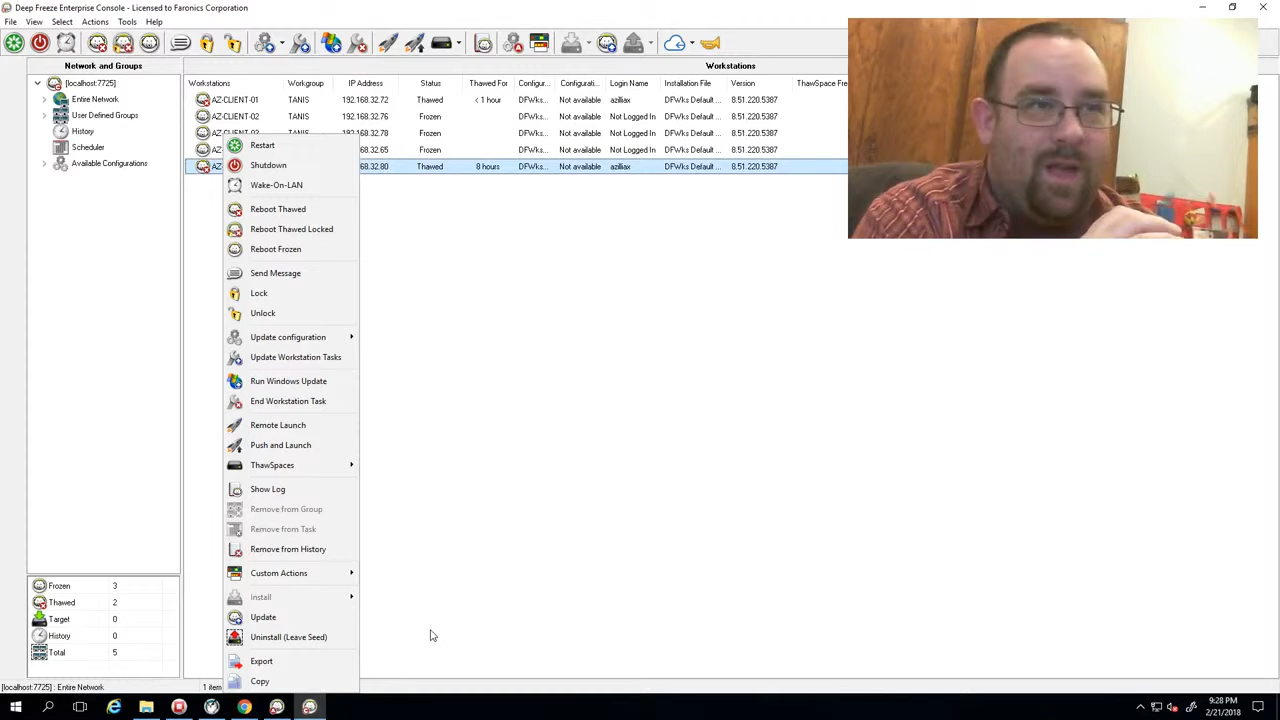 Deep Freeze Enterprise Console - Licensed to Faronics Corporation
File View Select Actions Tools Help
Network and Groups
Workstations
[localhost:7725]
Entire Network
User Defined Groups
History
Scheduler
Available Configurations
Workstations Workgroup IP Address Status Thawed For Configur... Configurati... Login Name Installation File Version ThawSpace Fre
AZ-CLIENT-01 TANIS 192.168.32.72 Thawed < 1 hour DFWks... Not available azilliax DFWks Default ... 8.51.220.5387
AZ-CLIENT-02 TANIS 192.168.32.76 Frozen DFWks... Not available Not Logged In DFWks Default ... 8.51.220.5387
TANIS 192.168.32.78 Frozen DFWks... Not available Not Logged In DFWks Default ... 8.51.220.5387
AZ 68.32.65 Frozen DFWks... Not available Not Logged In DFWks Default ... 8.51.220.5387
AZ 68.32.80 Thawed 8 hours DFWks... Not available azilliax DFWks Default ... 8.51.220.5387
Restart
Shutdown
Wake-On-LAN
Reboot Thawed
Reboot Thawed Locked
Reboot Frozen
Send Message
Lock
Unlock
Update configuration
Update Workstation Tasks
Run Windows Update
End Workstation Task
Remote Launch
Push and Launch
ThawSpaces
Show Log
Remove from Group
Remove from Task
Remove from History
Custom Actions
Install
Update
Uninstall (Leave Seed)
Export
Copy
Frozen 3
Thawed 2
Target 0
History 0
Total 5
[localhost:7725] : Entire Network
1 item
9:28 PM
2/21/2018